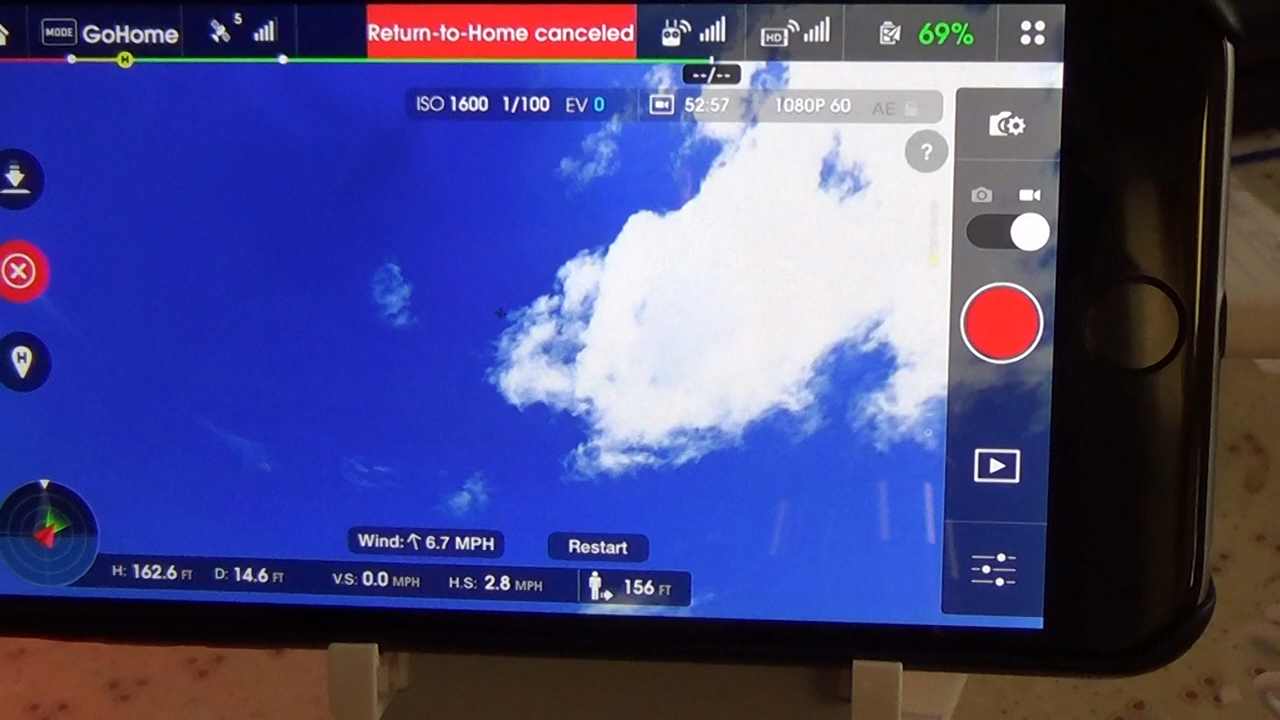 MODE GoHome 5 Return-to-Home canceled HD 69%
H
--/--
ISO 1600 1/100 EV 0 52:57 1080P 60 AE
?
H
Wind: 6.7 MPH Restart
H: 162.6 FT D: 14.6 FT V.S: 0.0 MPH H.S: 2.8 MPH 156 FT